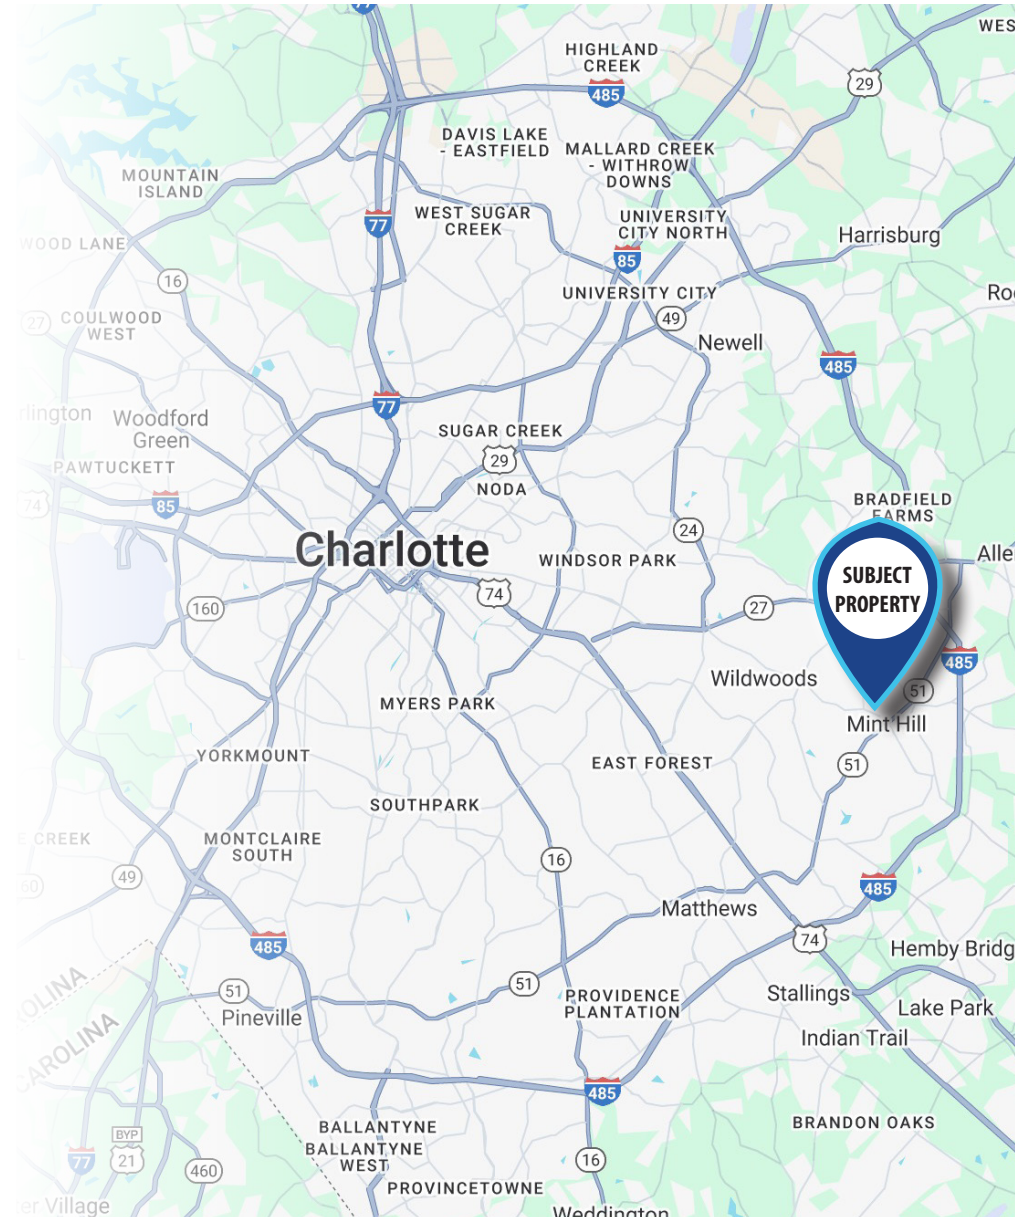 77
WES
HIGHLAND
CREEK
485
29
DAVIS LAKE
- EASTFIELD
MALLARD CREEK
- WITHROW
DOWNS
MOUNTAIN
ISLAND
WEST SUGAR
CREEK
77
UNIVERSITY
CITY NORTH
WOOD LANE
Harrisburg
85
16
UNIVERSITY CITY
Roc
27
COULWOOD
WEST
49
Newell
485
77
rlington
Woodford
Green
SUGAR CREEK
29
PAWTUCKETT
NODA
74
85
BRADFIELD
FARMS
24
Charlotte
WINDSOR PARK
Alle
SUBJECT
PROPERTY
74
160
27
485
Wildwoods
51
MYERS PARK
Mint Hill
YORKMOUNT
EAST FOREST
51
SOUTHPARK
E CREEK
MONTCLAIRE
SOUTH
16
49
60
485
Matthews
74
485
Hemby Bridg
51
51
PROVIDENCE
PLANTATION
Stallings
Pineville
Lake Park
OLINA
CAROLINA
Indian Trail
485
BALLANTYNE
BRANDON OAKS
BYP
21
77
BALLANTYNE
WEST
16
460
PROVINCETOWNE
er Village
Weddington